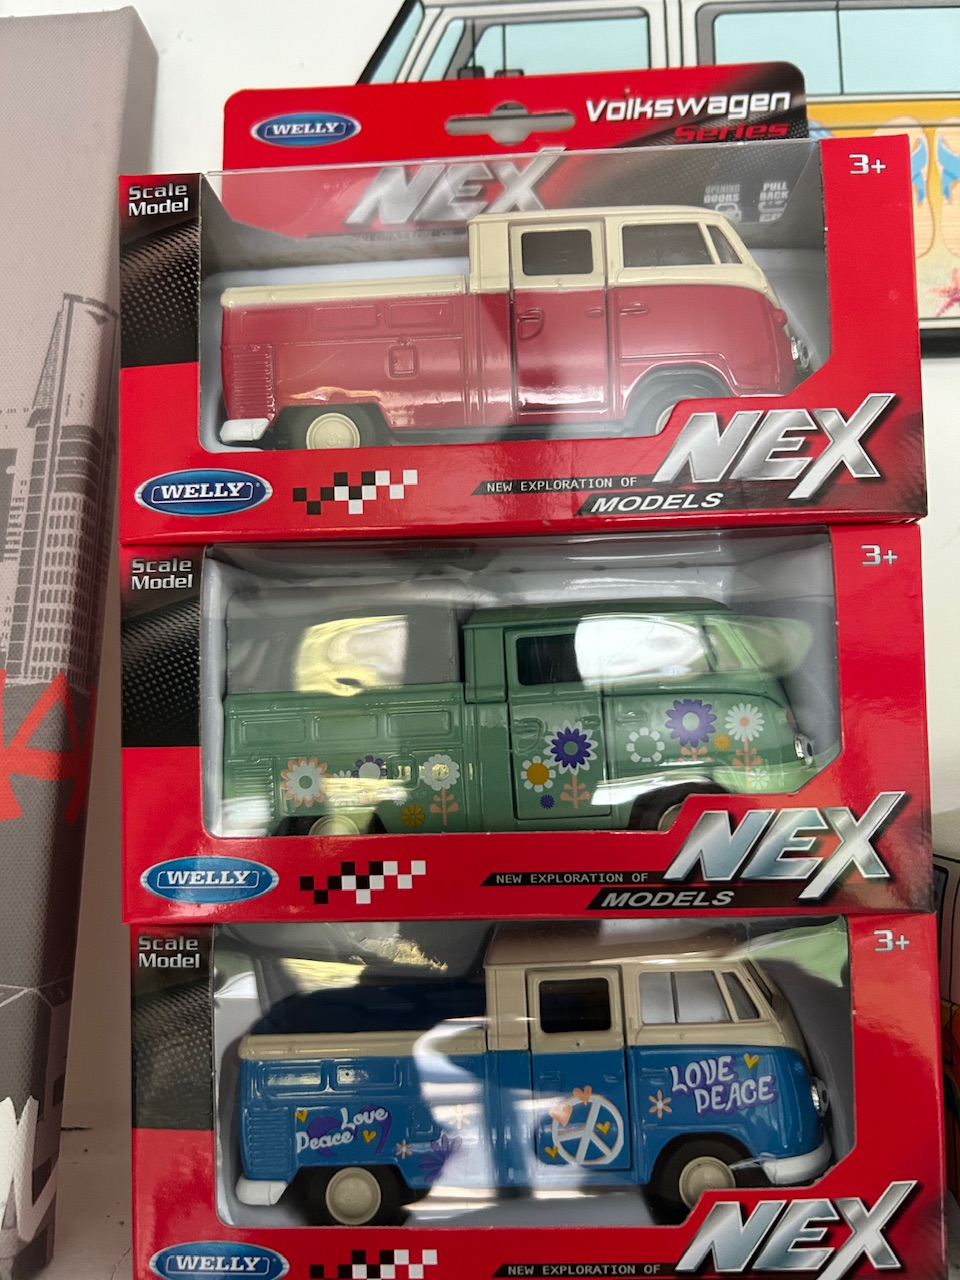 WELLY
Volkswagen
Series
NEX
OPENING
DOORS
PULL
BACK
3+
Scale
Model
NEX
WELLY
NEW EXPLORATION OF
MODELS
Scale
Model
3+
NEX
WELLY
NEW EXPLORATION OF
MODELS
Scale
Model
3+
LOVE
PEACE
Love
Peace
NEX
WELLY
NEW EXPLORATION OF